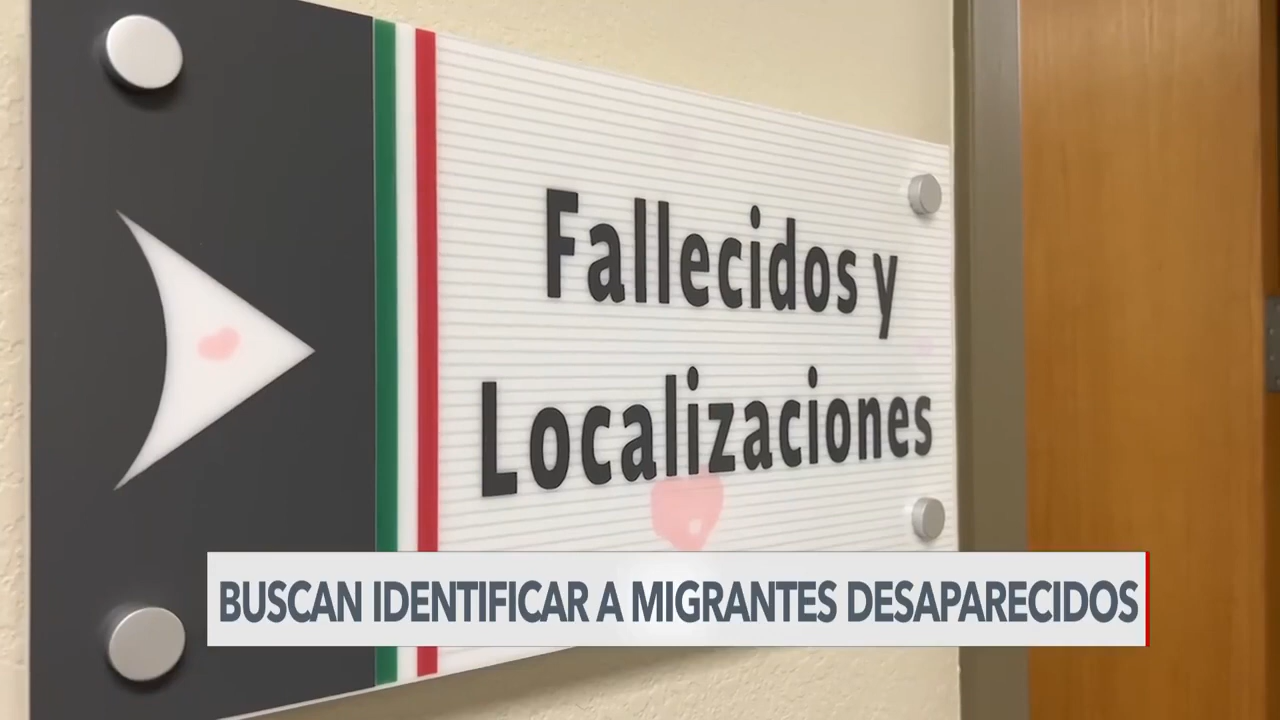 Fallecidos y
Localizaciones
BUSCAN IDENTIFICAR A MIGRANTES DESAPARECIDOS